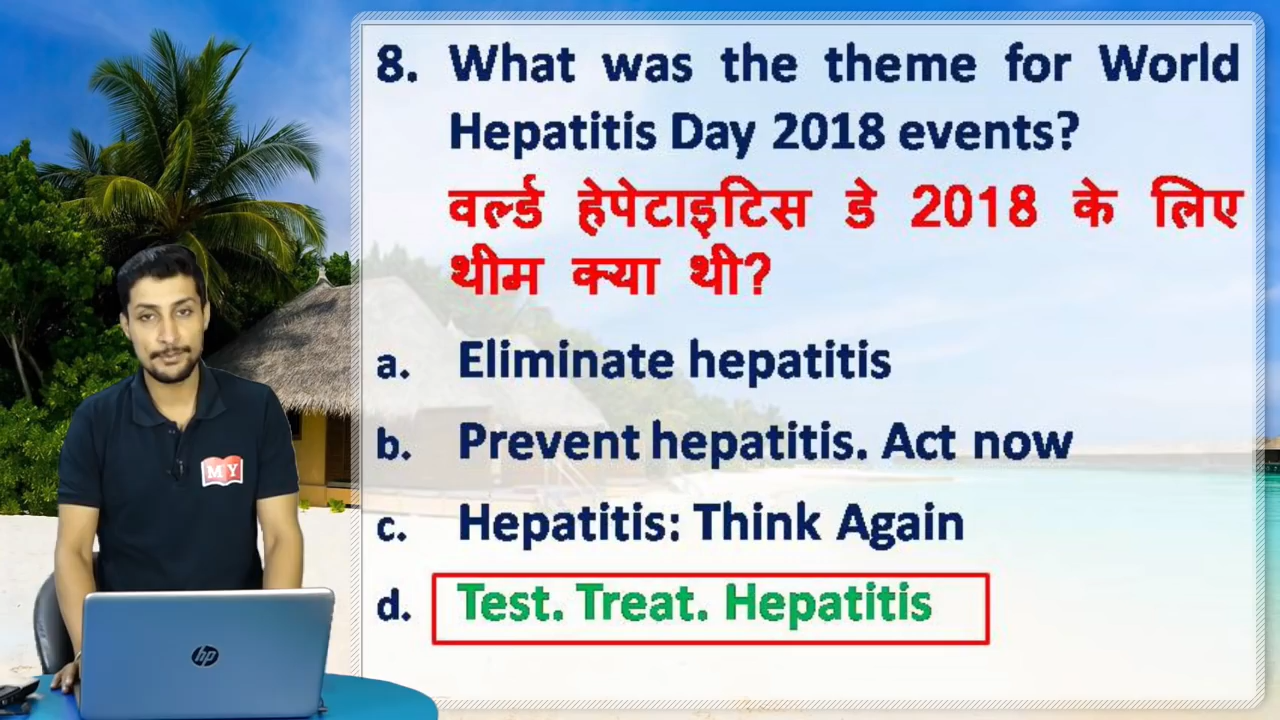 8. What was the theme for World
Hepatitis Day 2018 events?
वर्ल्ड हेपेटाइटिस डे 2018 के लिए
थीम क्या थी?
a. Eliminate hepatitis
b. Prevent hepatitis. Act now
c. Hepatitis: Think Again
d. Test. Treat. Hepatitis
MY
hp